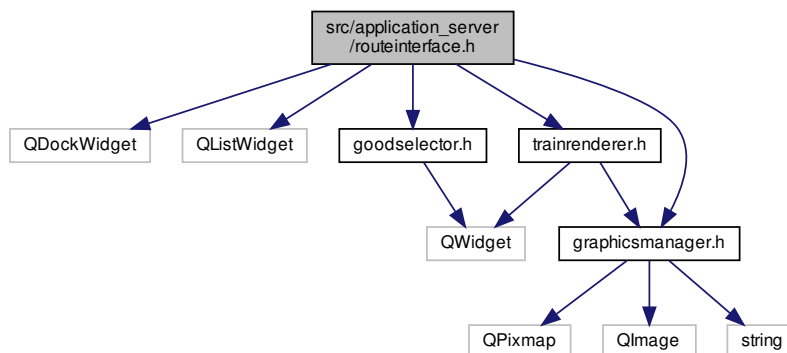 src/application_server
/routeinterface.h
QDockWidget
QListWidget
goodselector.h
trainrenderer.h
QWidget
graphicsmanager.h
QPixmap
QImage
string